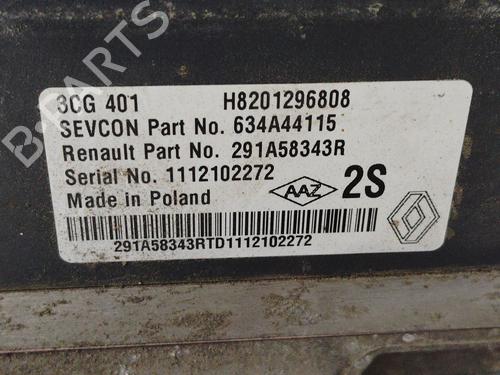 3CG 401 H8201296808
SEVCON Part No. 634A44115
Renault Part No. 291A58343R
Serial No. 1112102272
Made in Poland AAZ 2S
291A58343RTD1112102272
B-PARTS